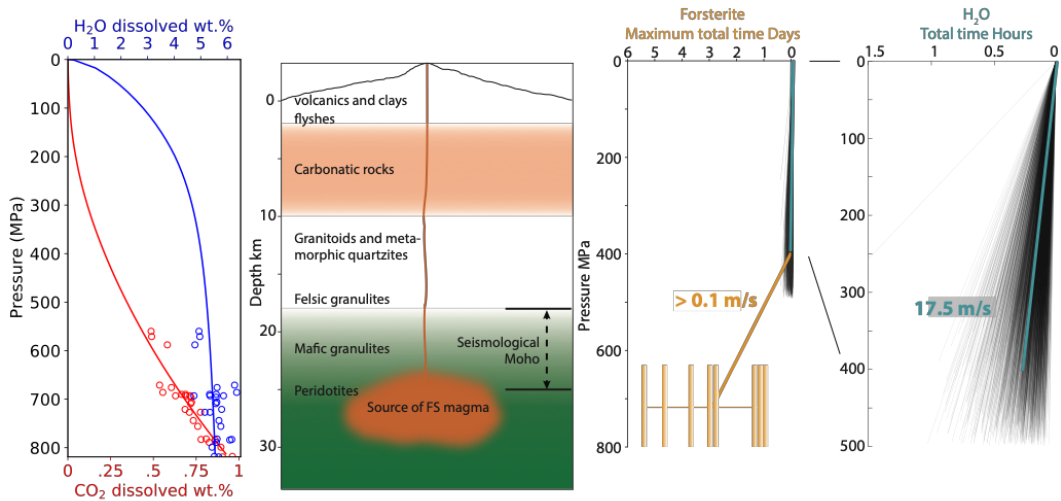 H₂O dissolved wt.%
0 1 2 3 4 5 6
0
100
200
300
400
500
600
700
800
Pressure (MPa)
0 .25 .5 .75 1
CO₂ dissolved wt.%
Depth km
0
10
20
30
volcanics and clays
flyshes
Carbonatic rocks
Granitoids and meta-
morphic quartzites
Felsic granulites
Mafic granulites
Seismological
Moho
Peridotites
Source of FS magma
Forsterite
Maximum total time Days
6 5 4 3 2 1 0
0
200
400
600
800
Pressure MPa
> 0.1 m/s
H₂O
Total time Hours
1.5 1 0.5 0
0
100
200
300
400
500
17.5 m/s